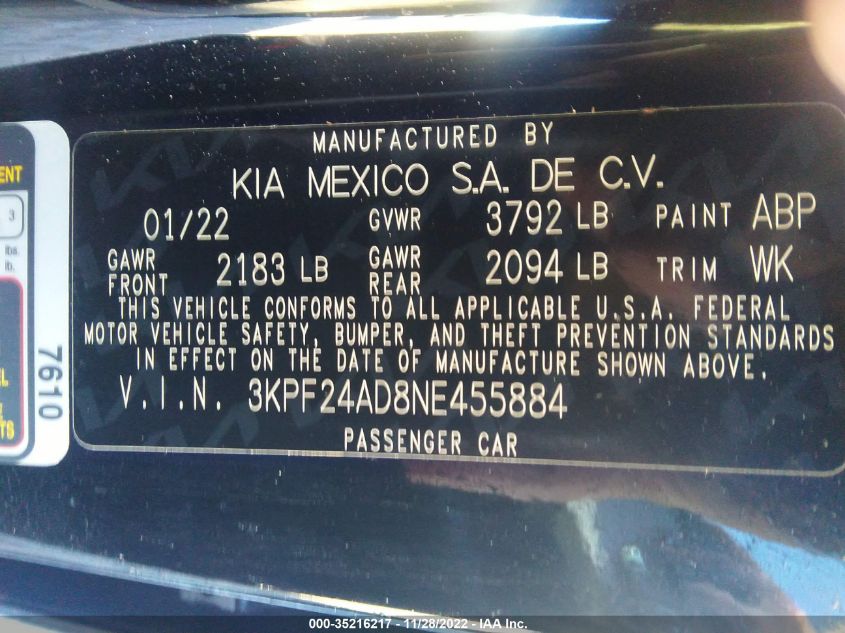 MANUFACTURED BY
KIA MEXICO S.A. DE C.V.
01/22 GVWR 3792 LB PAINT ABP
GAWR FRONT 2183 LB GAWR REAR 2094 LB TRIM WK
THIS VEHICLE CONFORMS TO ALL APPLICABLE U.S.A. FEDERAL
MOTOR VEHICLE SAFETY, BUMPER, AND THEFT PREVENTION STANDARDS
IN EFFECT ON THE DATE OF MANUFACTURE SHOWN ABOVE.
V.I.N. 3KPF24AD8NE455884
PASSENGER CAR
3
lbs.
lb.
7610
000-35216217 - 11/28/2022 - IAA Inc.